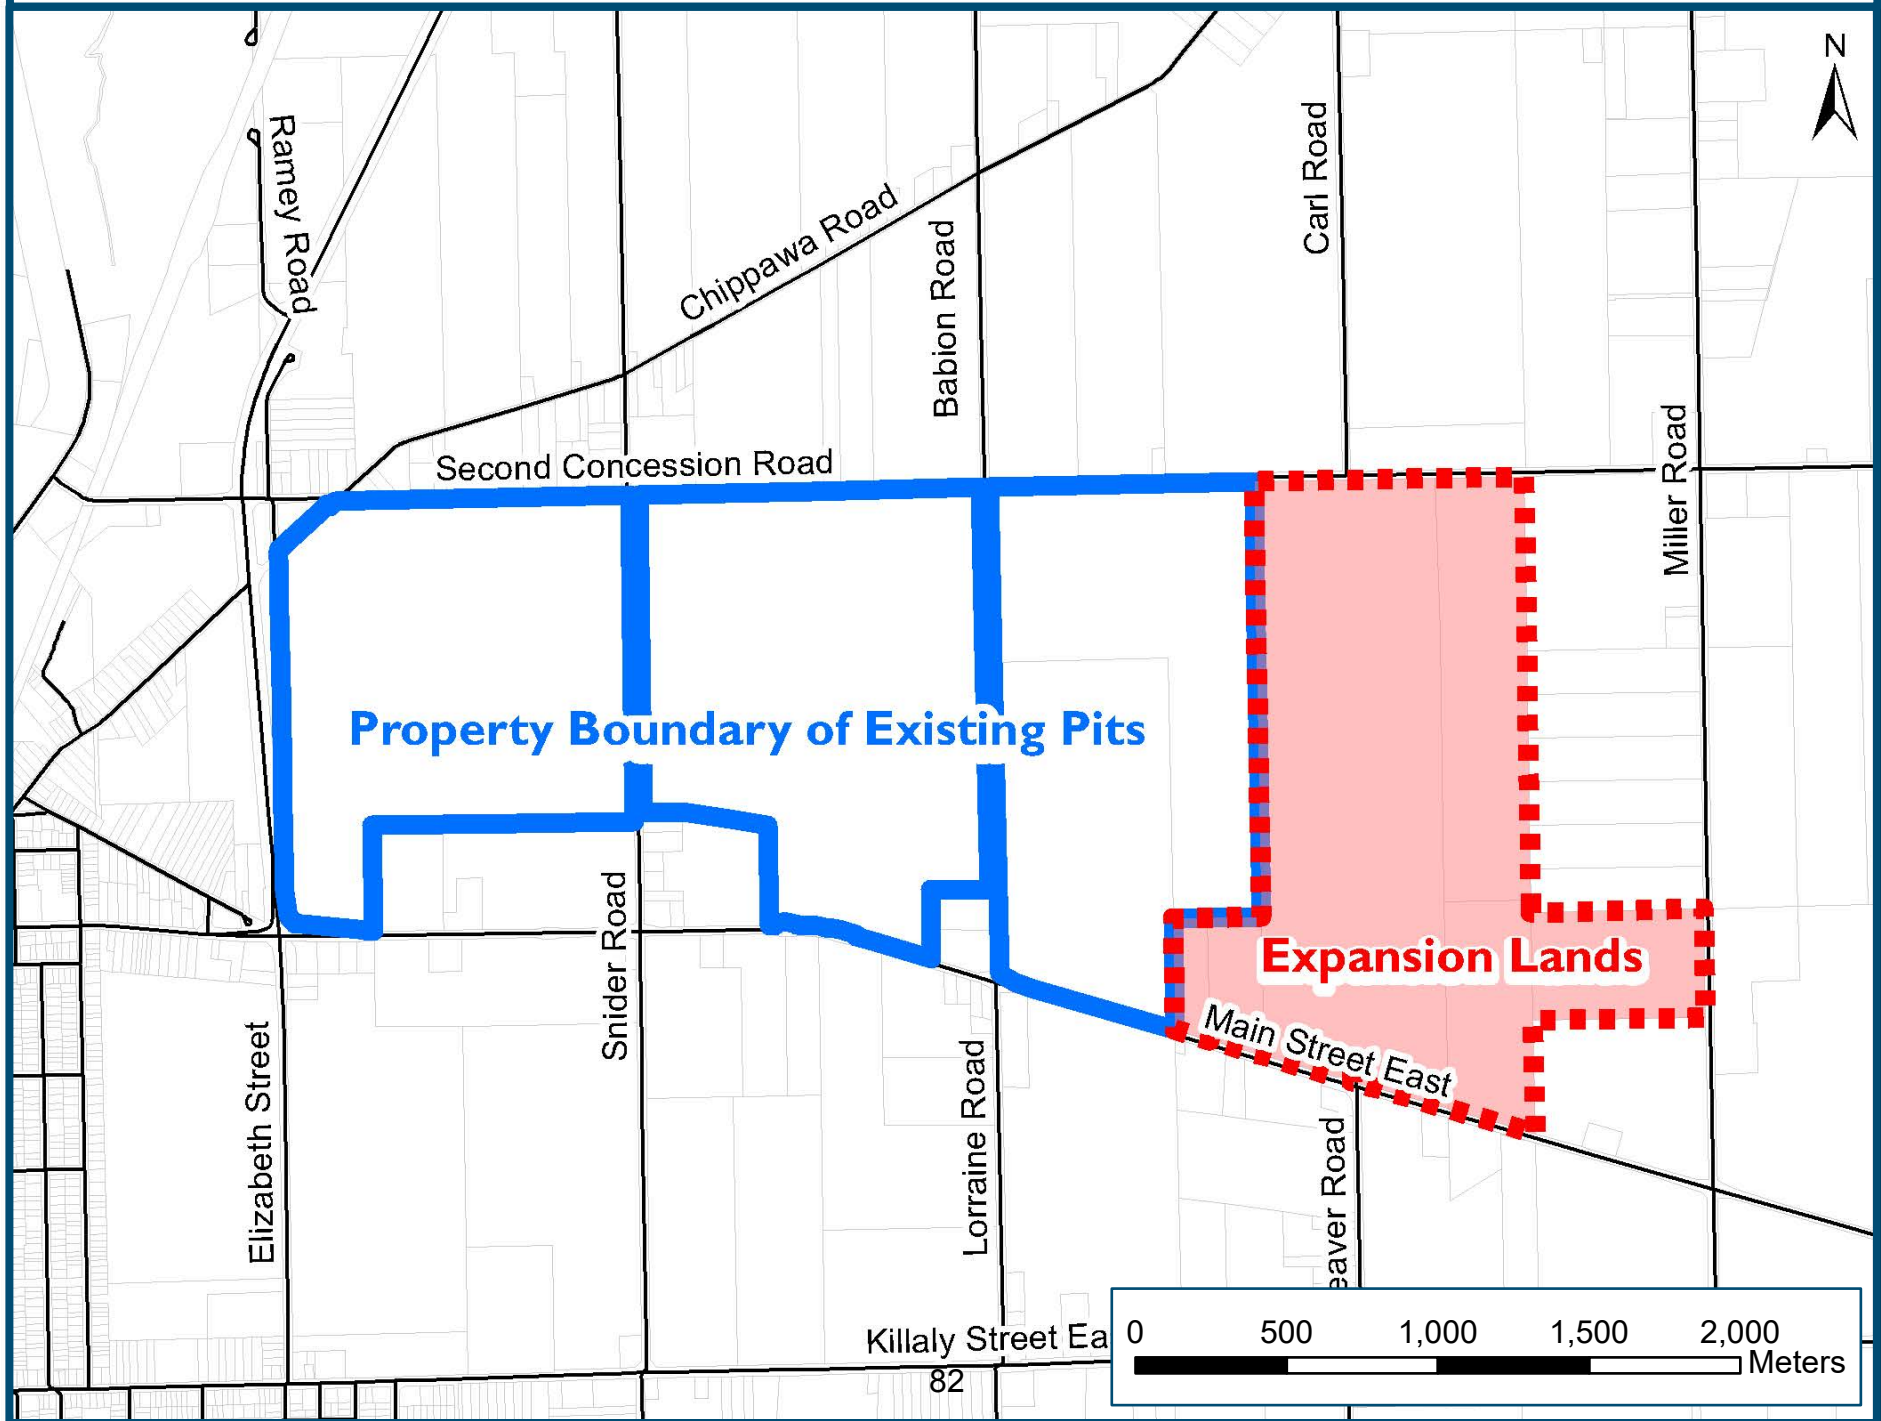 N
Ramey Road
Carl Road
Chippawa Road
Babion Road
Second Concession Road
Miller Road
Property Boundary of Existing Pits
Expansion Lands
Snider Road
Main Street East
Elizabeth Street
Lorraine Road
eaver Road
Killaly Street Ea
82
0 500 1,000 1,500 2,000
Meters